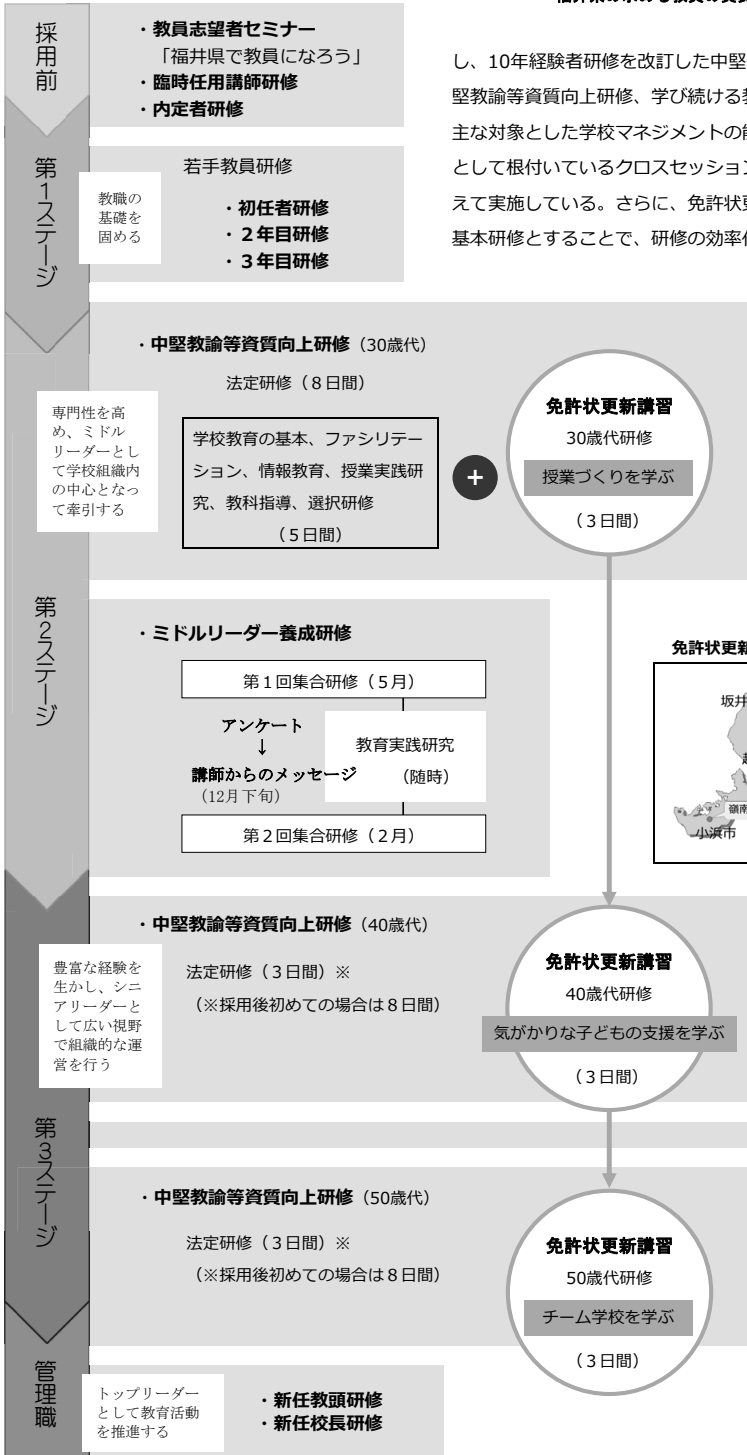 採用前
・教員志望者セミナー
「福井県で教員になろう」
・臨時任用講師研修
・内定者研修
し、10年経験者研修を改訂した中堅
堅教諭等資質向上研修、学び続ける
主な対象とした学校マネジメントの
として根付いているクロスセッション
えて実施している。さらに、免許状
基本研修とすることで、研修の効率
第1ステージ
教職の
基礎を
固める
若手教員研修
・初任者研修
・２年目研修
・３年目研修
・中堅教諭等資質向上研修（30歳代）
法定研修（８日間）
専門性を高
め、ミドル
リーダーとし
て学校組織内
の中心となっ
て牽引する
学校教育の基本、ファシリテー
ション、情報教育、授業実践研
究、教科指導、選択研修
（５日間）
+
免許状更新講習
30歳代研修
授業づくりを学ぶ
（３日間）
第2ステージ
・ミドルリーダー養成研修
第１回集合研修（５月）
アンケート
↓
講師からのメッセージ
（12月下旬）
教育実践研究
（随時）
第２回集合研修（２月）
免許状更新
坂井
嶺南
小浜市
・中堅教諭等資質向上研修（40歳代）
豊富な経験を
生かし、シニ
アリーダーと
して広い視野
で組織的な運
営を行う
法定研修（３日間）※
（※採用後初めての場合は８日間）
免許状更新講習
40歳代研修
気がかりな子どもの支援を学ぶ
（３日間）
第3ステージ
・中堅教諭等資質向上研修（50歳代）
法定研修（３日間）※
（※採用後初めての場合は８日間）
免許状更新講習
50歳代研修
チーム学校を学ぶ
（３日間）
管理職
トップリーダー
として教育活動
を推進する
・新任教頭研修
・新任校長研修